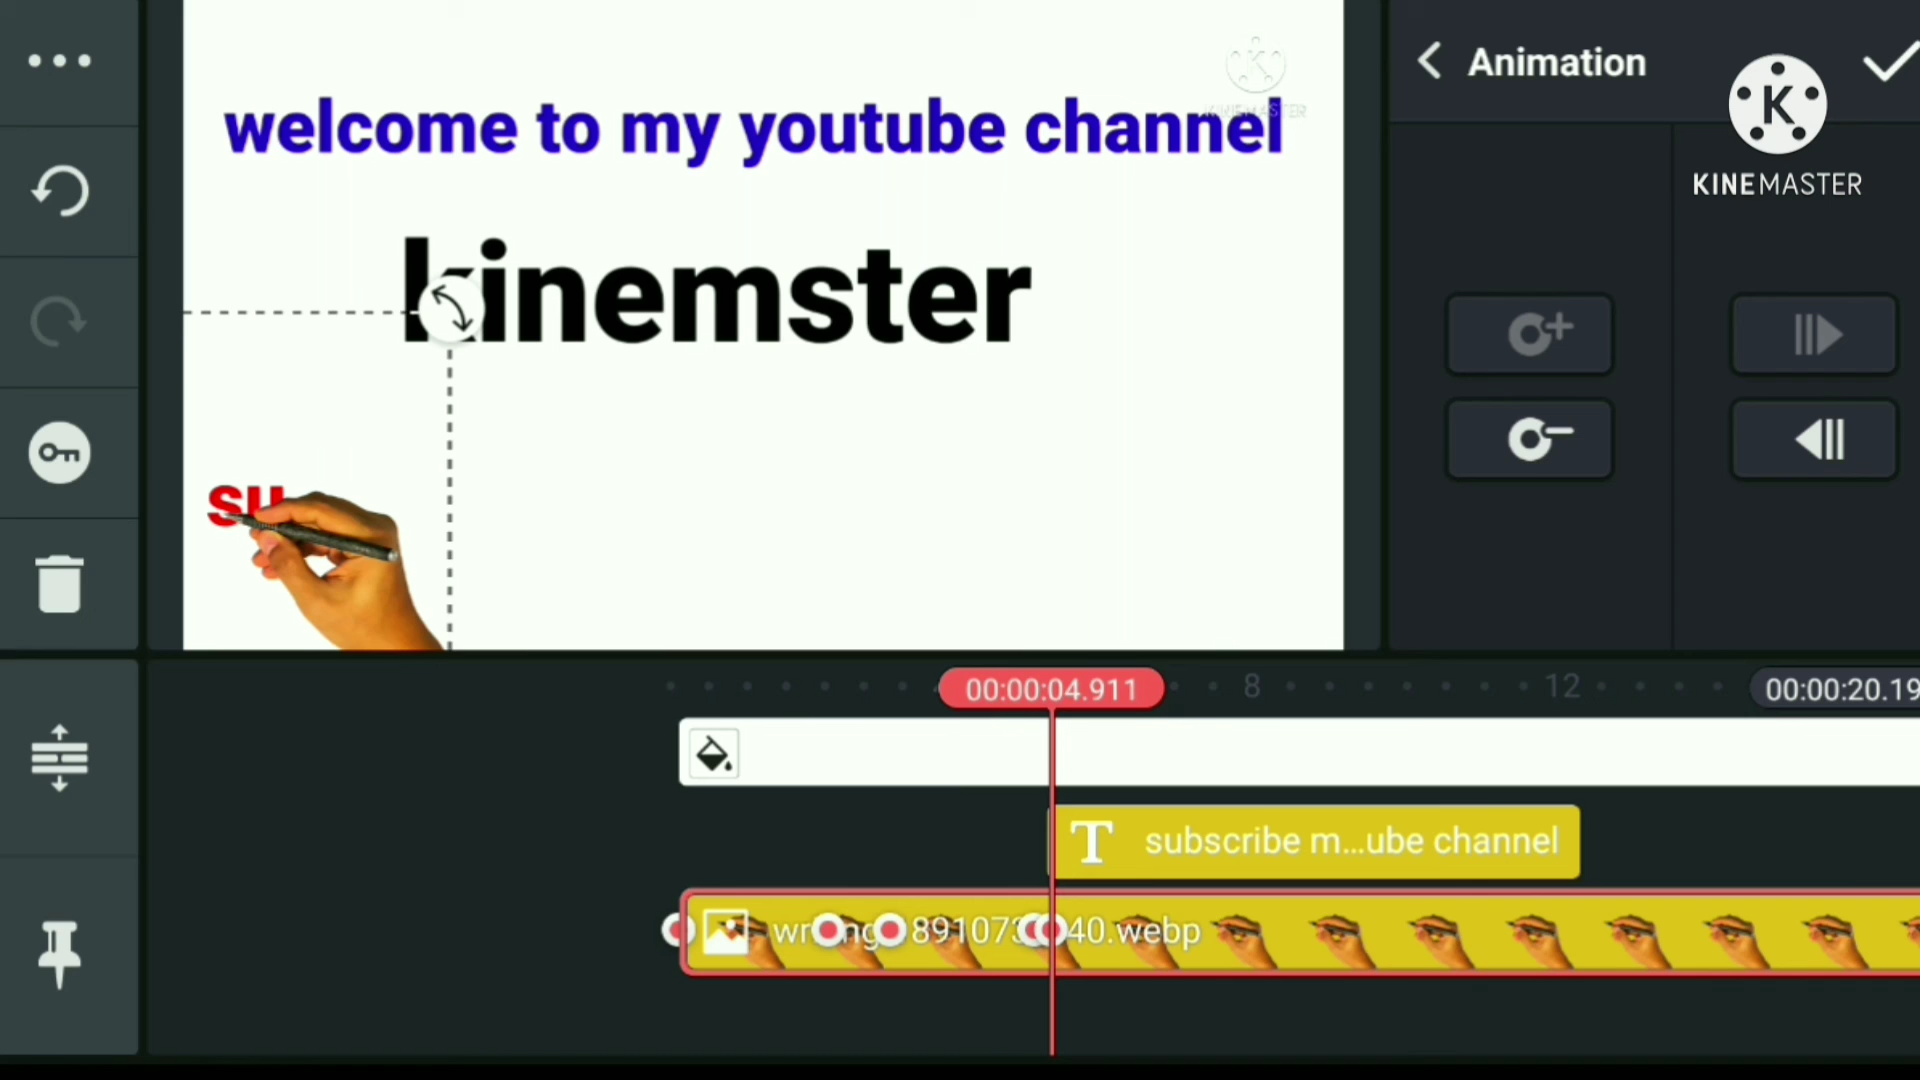 Animation
K
KINEMASTER
K
KINEMASTER
welcome to my youtube channel
kinemster
su
00:00:04.911
8
12
00:00:20.19
T subscribe m...ube channel
891073
40.webp